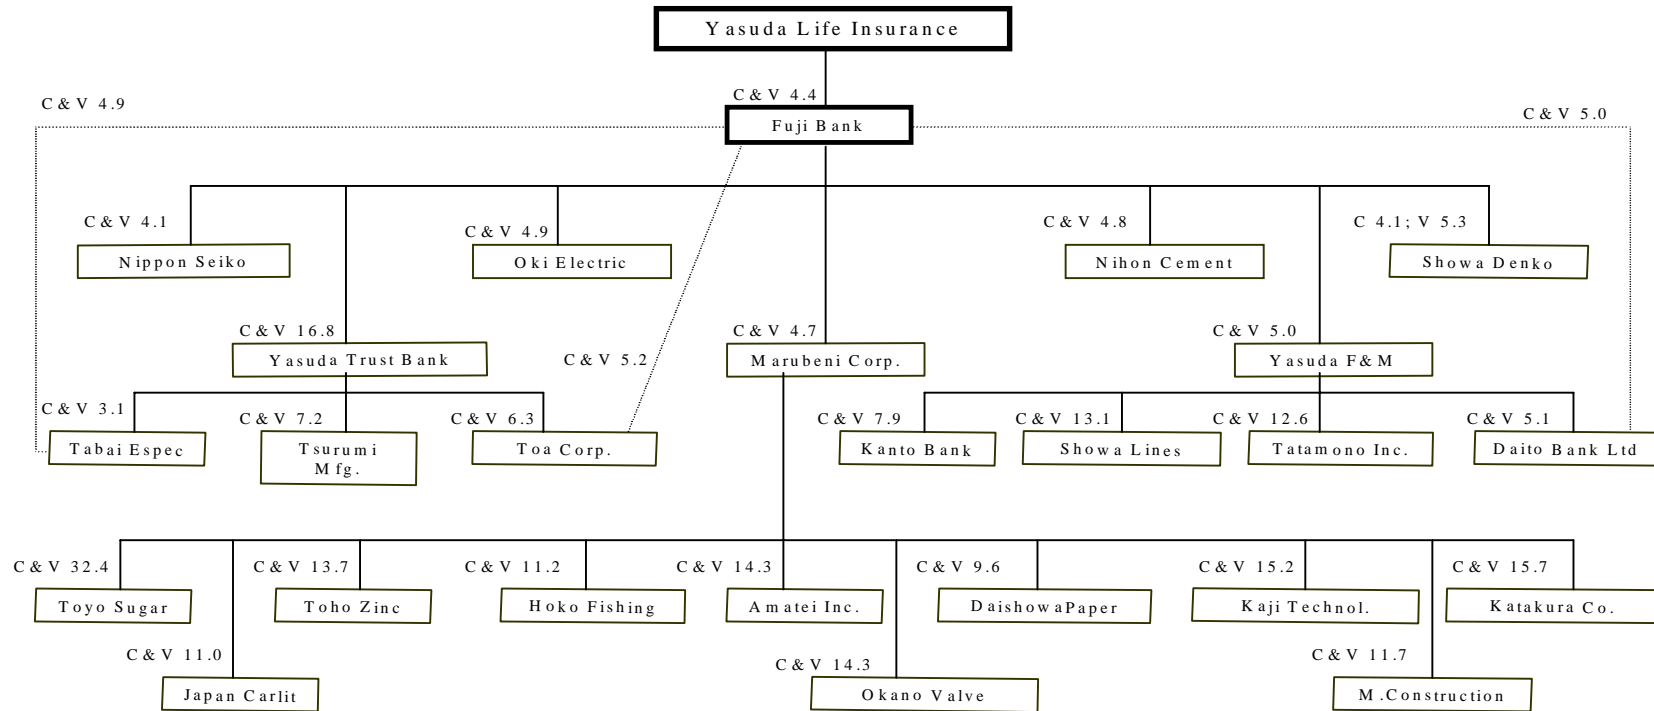 Yasuda Life Insurance
C & V 4.9
C & V 4.4
C & V 5.0
Fuji Bank
C & V 4.1
C & V 4.9
C & V 4.8
C 4.1; V 5.3
Nippon Seiko
Oki Electric
Nihon Cement
Showa Denko
C & V 16.8
C & V 5.2
C & V 4.7
C & V 5.0
Yasuda Trust Bank
Marubeni Corp.
Yasuda F&M
C & V 3.1
C & V 7.2
C & V 6.3
C & V 7.9
C & V 13.1
C & V 12.6
C & V 5.1
Tabai Espec
Tsurumi
Mfg.
Toa Corp.
Kanto Bank
Showa Lines
Tatamono Inc.
Daito Bank Ltd
C & V 32.4
C & V 13.7
C & V 11.2
C & V 14.3
C & V 9.6
C & V 15.2
C & V 15.7
Toyo Sugar
Toho Zinc
Hoko Fishing
Amatei Inc.
DaishowaPaper
Kaji Technol.
Katakura Co.
C & V 11.0
C & V 14.3
C & V 11.7
Japan Carlit
Okano Valve
M.Construction